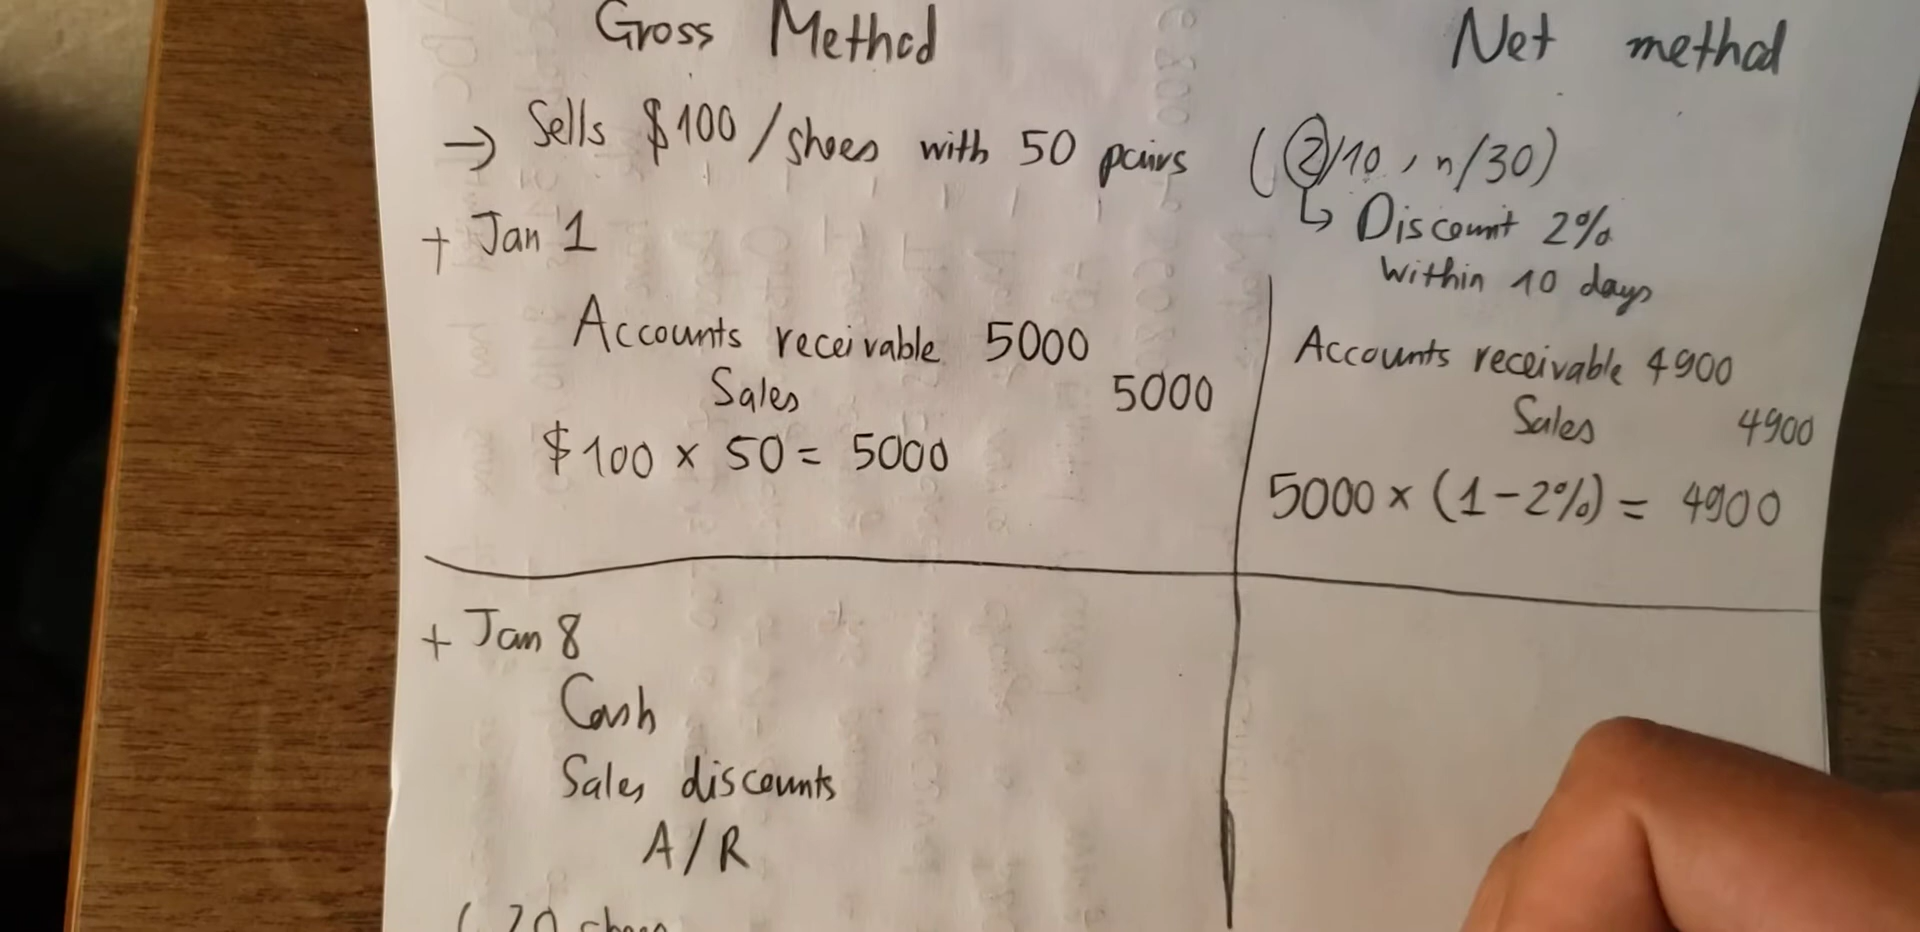 Gross Method
Net method
→ Sells $100/shoes with 50 pairs (2/10, n/30)
↳ Discount 2%
within 10 days
+ Jan 1
Accounts receivable 5000
Sales 5000
$100 × 50 = 5000
Accounts receivable 4900
Sales 4900
5000 × (1-2%) = 4900
+ Jan 8
Cash
Sales discounts
A/R